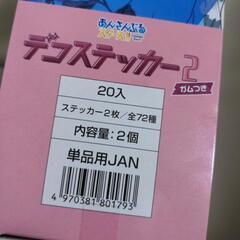 あんさんぶる
スターズ!!
デコステッカー2
ガムつき
20入
ステッカー2枚/全72種
内容量:2個
単品用JAN
4 970381 801793